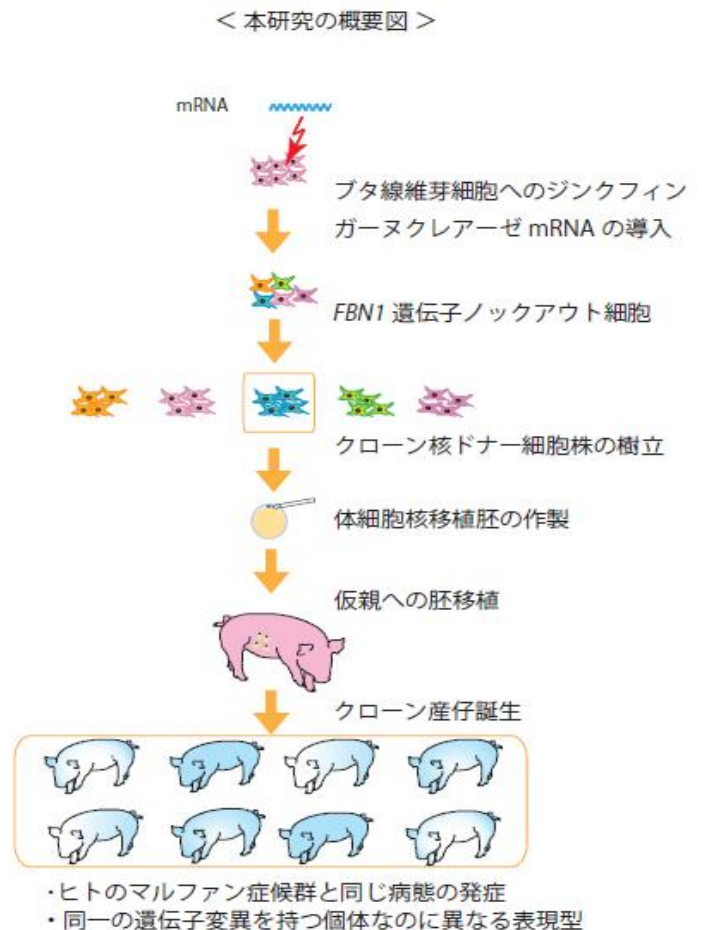 ＜ 本研究の概要図 ＞
mRNA
ブタ線維芽細胞へのジンクフィン
ガーヌクレアーゼ mRNA の導入
FBN1 遺伝子ノックアウト細胞
クローン核ドナー細胞株の樹立
体細胞核移植胚の作製
仮親への胚移植
クローン産仔誕生
・ヒトのマルファン症候群と同じ病態の発症
・同一の遺伝子変異を持つ個体なのに異なる表現型